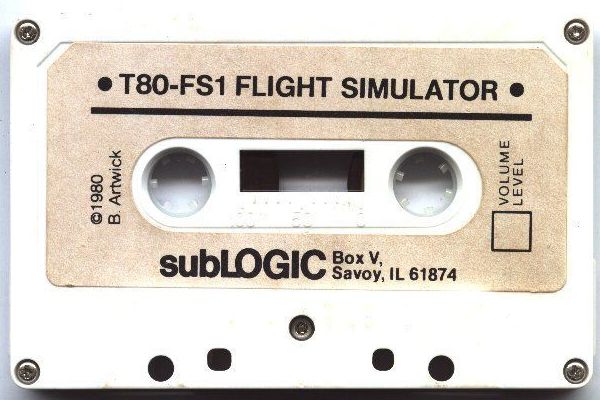 • T80-FS1 FLIGHT SIMULATOR •
©1980
B. Artwick
VOLUME
LEVEL
subLOGIC
Box V,
Savoy, IL 61874